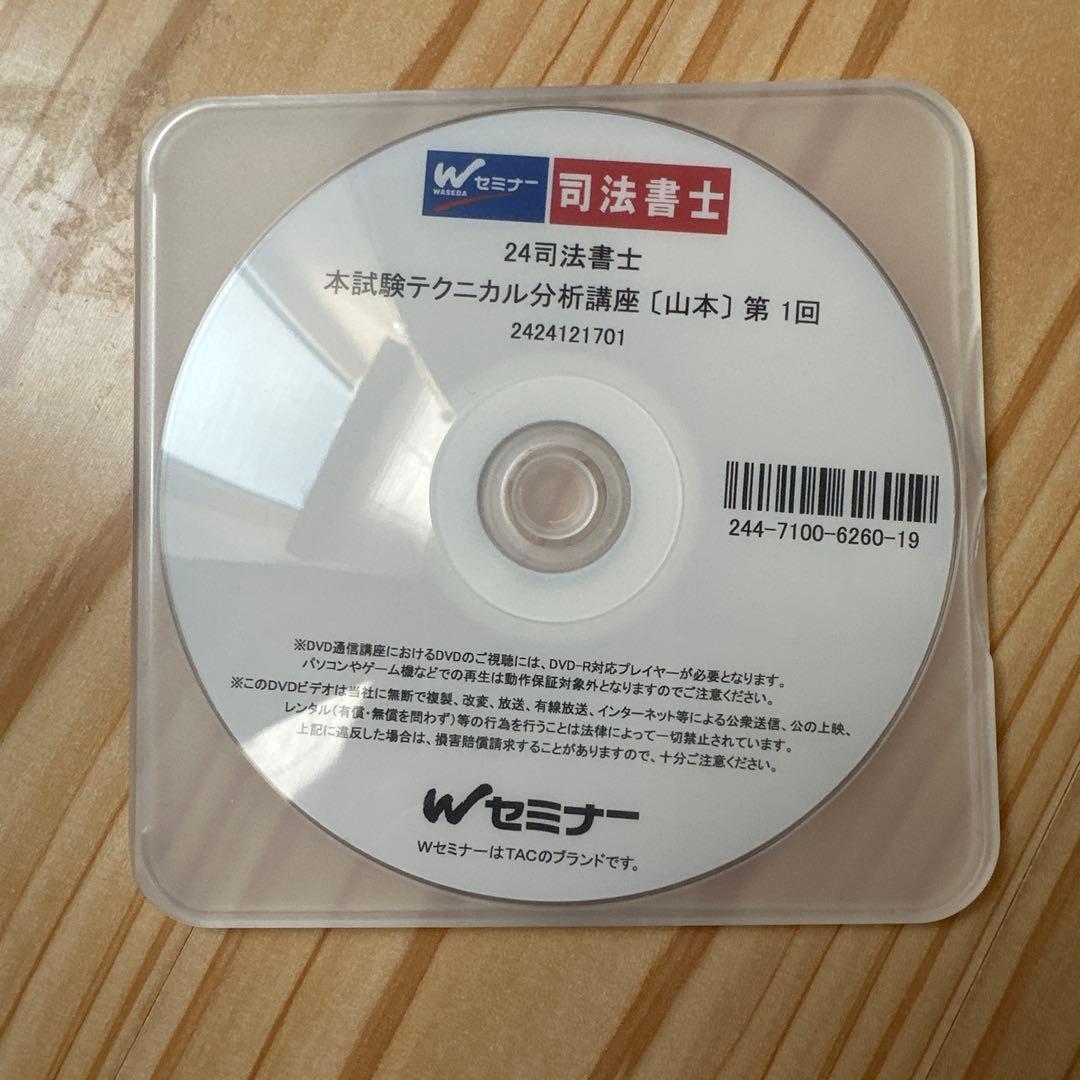 Wセミナー 司法書士
WASEDA
24司法書士
本試験テクニカル分析講座〔山本〕第 1回
2424121701
244-7100-6260-19
※DVD通信講座におけるDVDのご視聴には、DVD-R対応プレイヤーが必要となります。
パソコンやゲーム機などでの再生は動作保証対象外となりますのでご注意ください。
※このDVDビデオは当社に無断で複製、改変、放送、有線放送、インターネット等による公衆送信、公の上映、
レンタル(有償・無償を問わず)等の行為を行うことは法律によって一切禁止されています。
上記に違反した場合は、損害賠償請求することがありますので、十分ご注意ください。
Wセミナー
WセミナーはTACのブランドです。